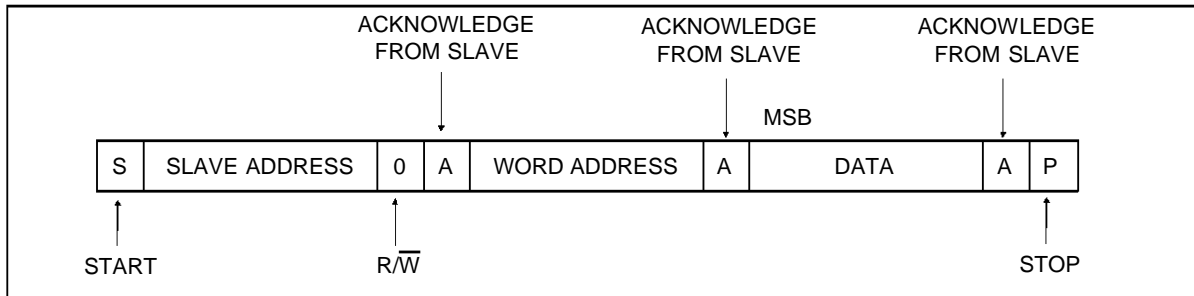 ACKNOWLEDGE
FROM SLAVE
ACKNOWLEDGE
FROM SLAVE
ACKNOWLEDGE
FROM SLAVE
MSB
S SLAVE ADDRESS 0 A WORD ADDRESS A DATA A P
START
R/W̅
STOP